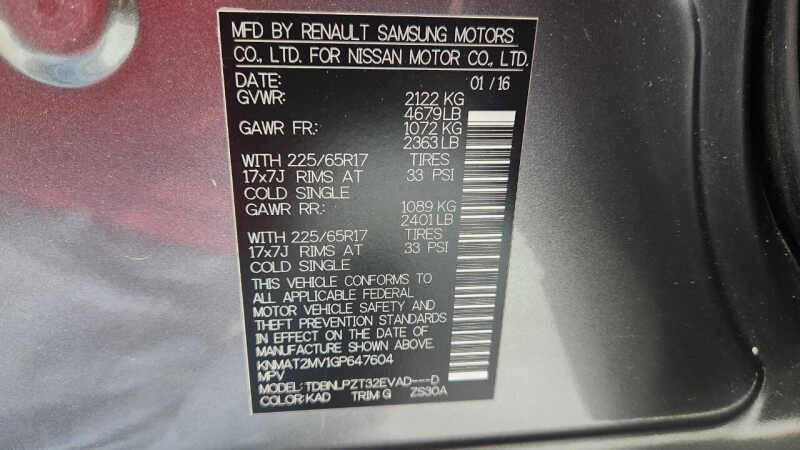 MFD BY RENAULT SAMSUNG MOTORS
CO., LTD. FOR NISSAN MOTOR CO., LTD.
DATE: 01 / 16
GVWR: 2122 KG
4679 LB
GAWR FR: 1072 KG
2363 LB
WITH 225/65R17 TIRES
17x7J RIMS AT 33 PSI
COLD SINGLE
GAWR RR: 1089 KG
2401 LB
WITH 225/65R17 TIRES
17x7J RIMS AT 33 PSI
COLD SINGLE
THIS VEHICLE CONFORMS TO
ALL APPLICABLE FEDERAL
MOTOR VEHICLE SAFETY AND
THEFT PREVENTION STANDARDS
IN EFFECT ON THE DATE OF
MANUFACTURE SHOWN ABOVE.
KNMAT2MV1GP647604
MPV
MODEL: TDBNLPZT32EVAD---D
COLOR: KAD TRIM: G ZS30A